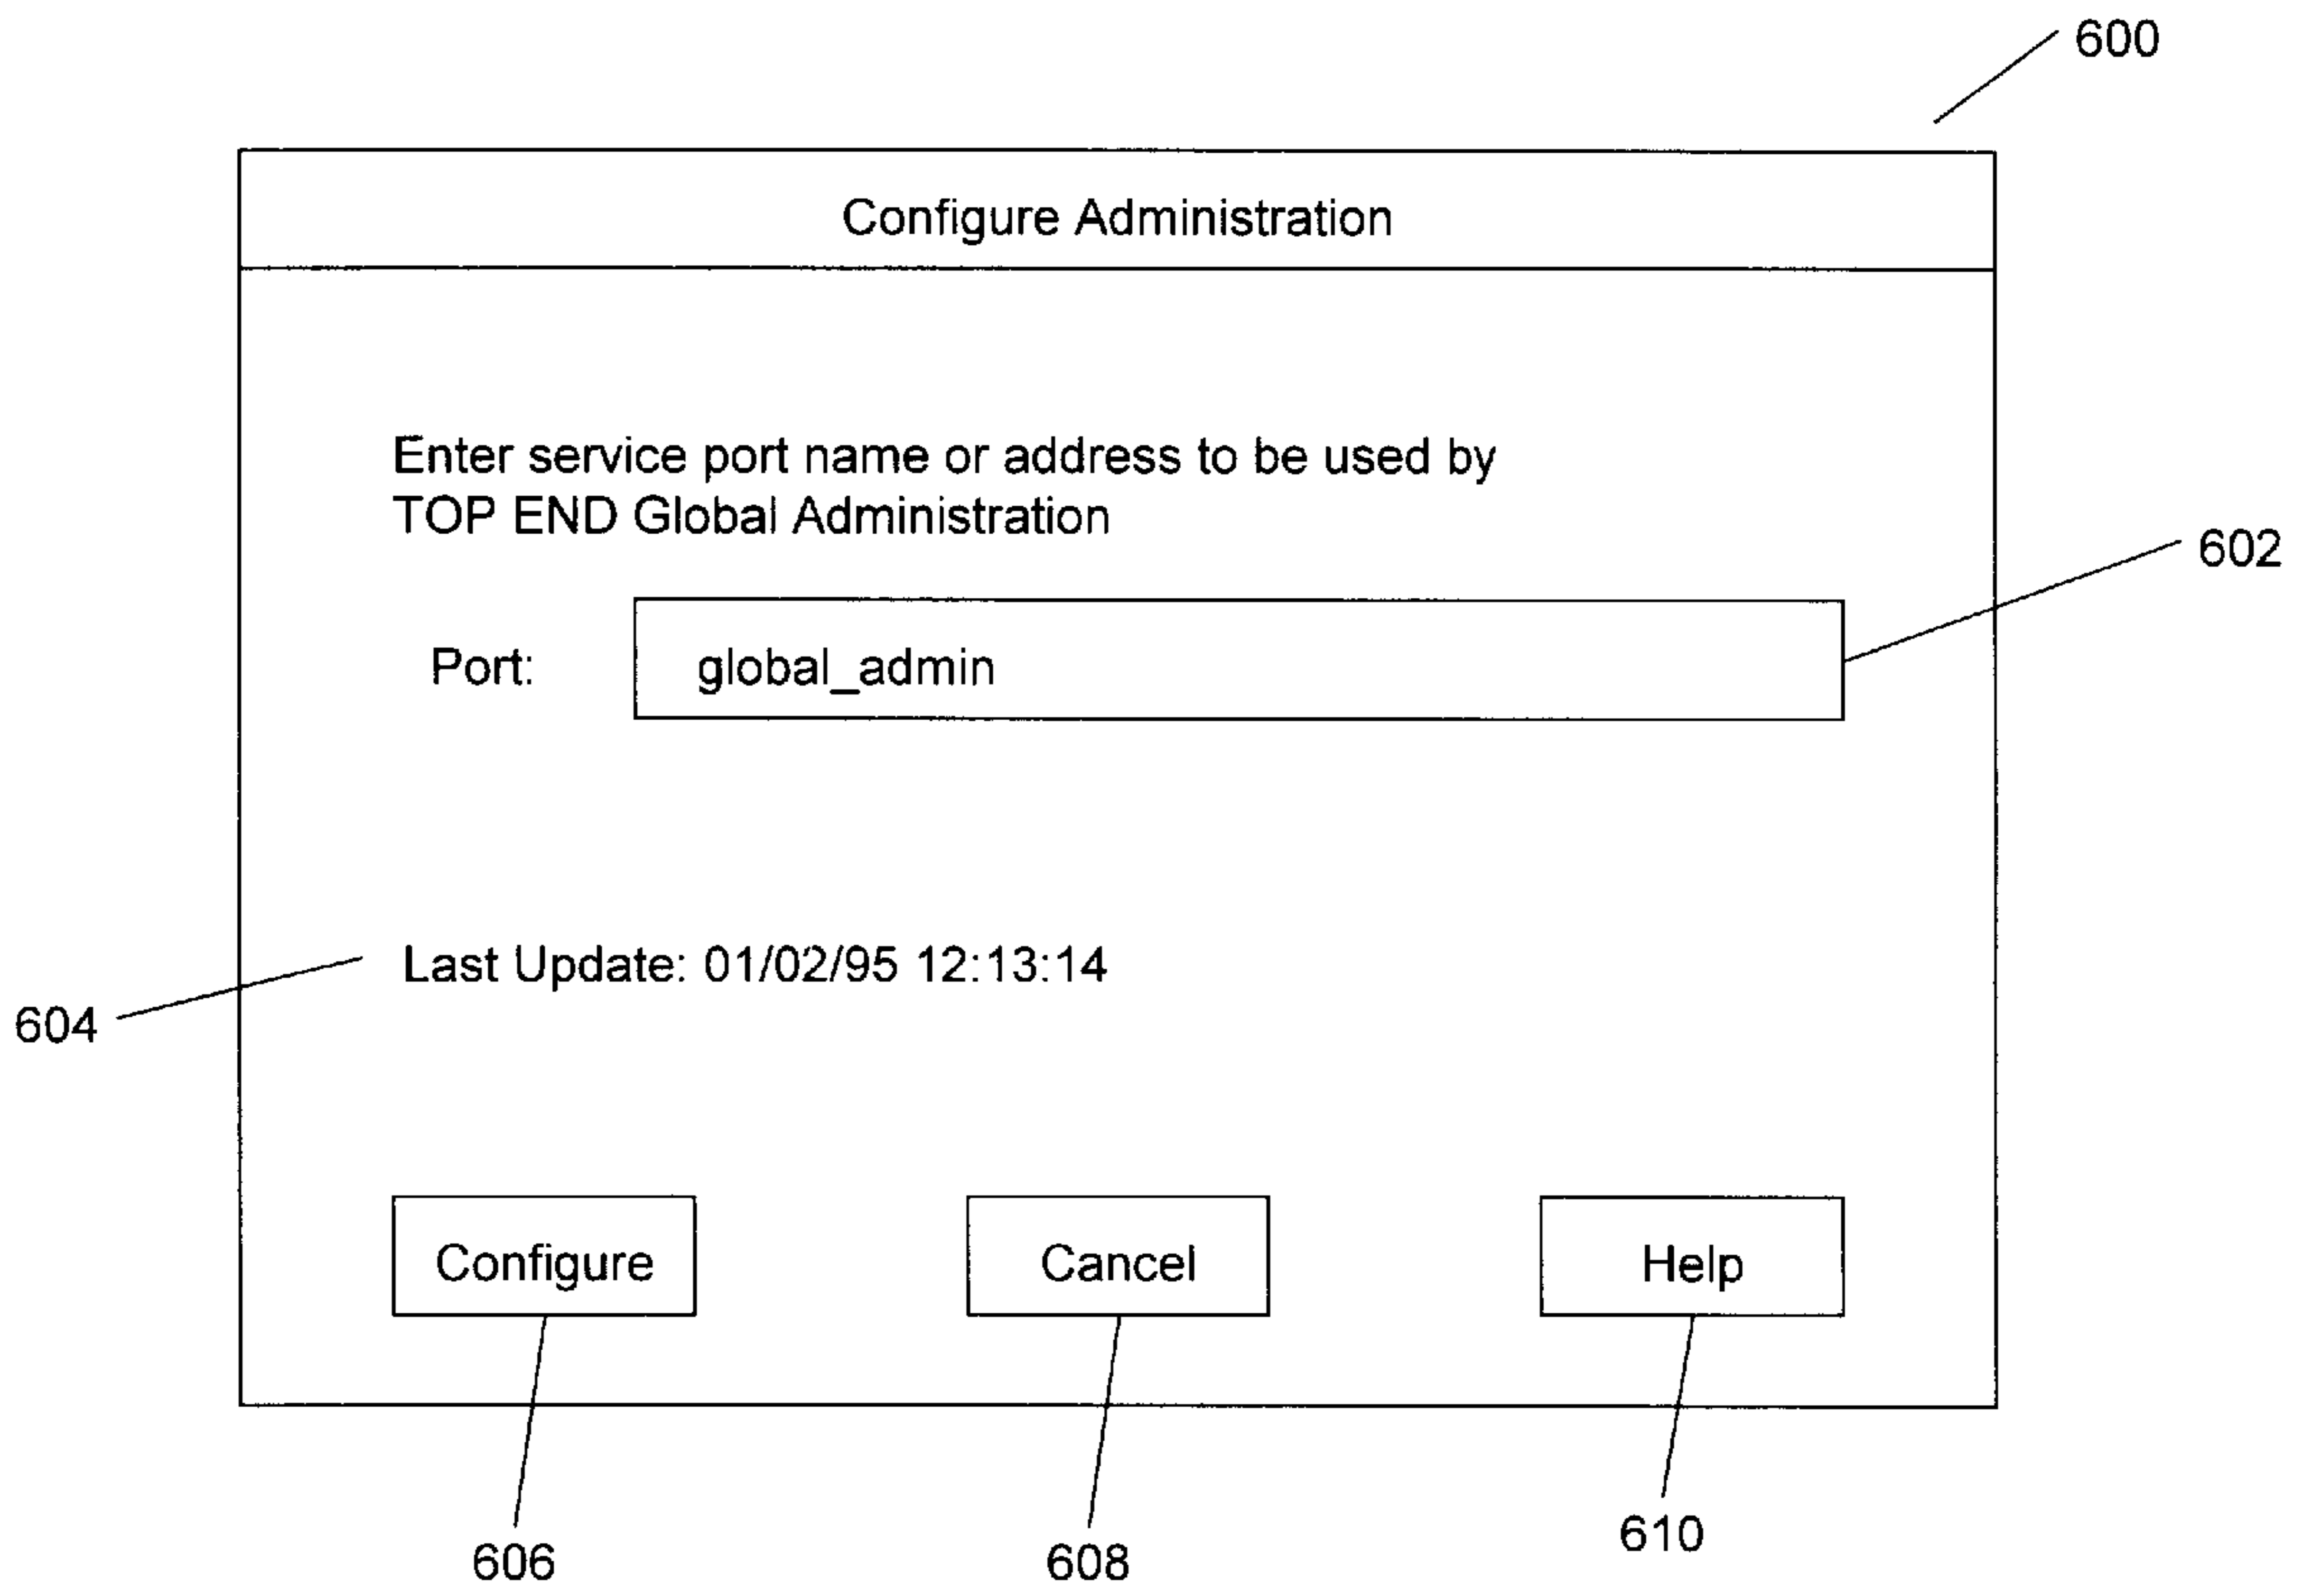 600
Configure Administration
Enter service port name or address to be used by
TOP END Global Administration
602
Port: global_admin
Last Update: 01/02/95 12:13:14
604
Configure Cancel Help
606 608 610